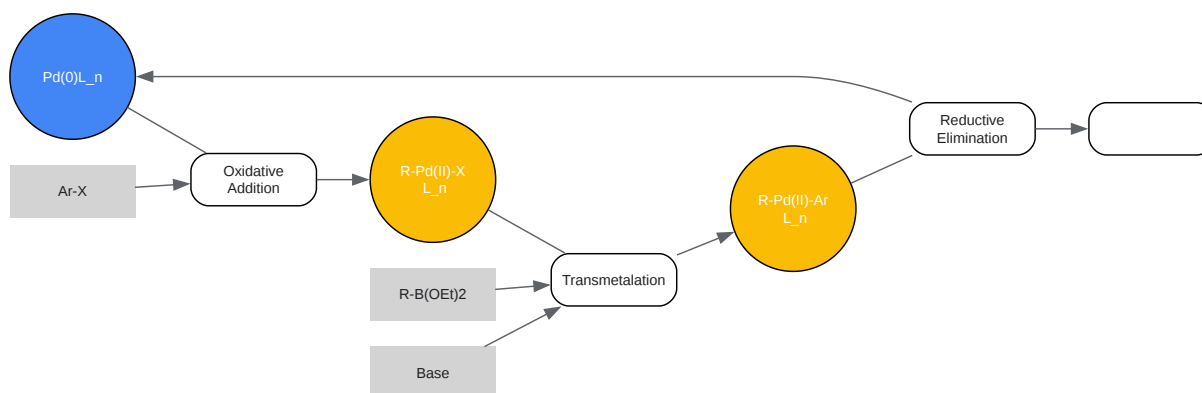 Pd(0)L_n
Ar-X
Oxidative
Addition
R-Pd(II)-X
L_n
R-B(OEt)2
Base
Transmetalation
R-Pd(II)-Ar
L_n
Reductive
Elimination